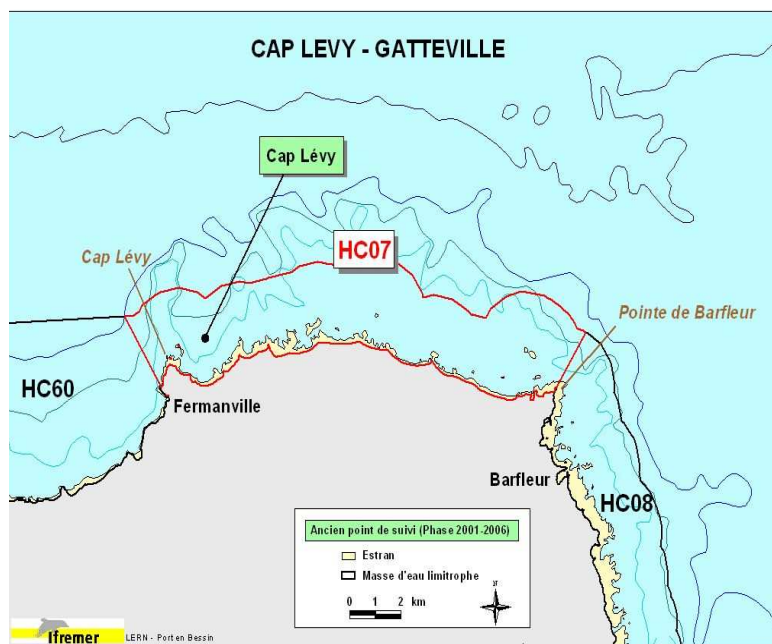 CAP LEVY - GATTEVILLE
Cap Lévy
HC07
Cap Lévy
Pointe de Barfleur
HC60
Fermanville
Barfleur
HC08
Ancien point de suivi (Phase 2001-2006)
Estran
Masse d'eau limitrophe
0 1 2 km
Ifremer
LERN - Port en Bessin